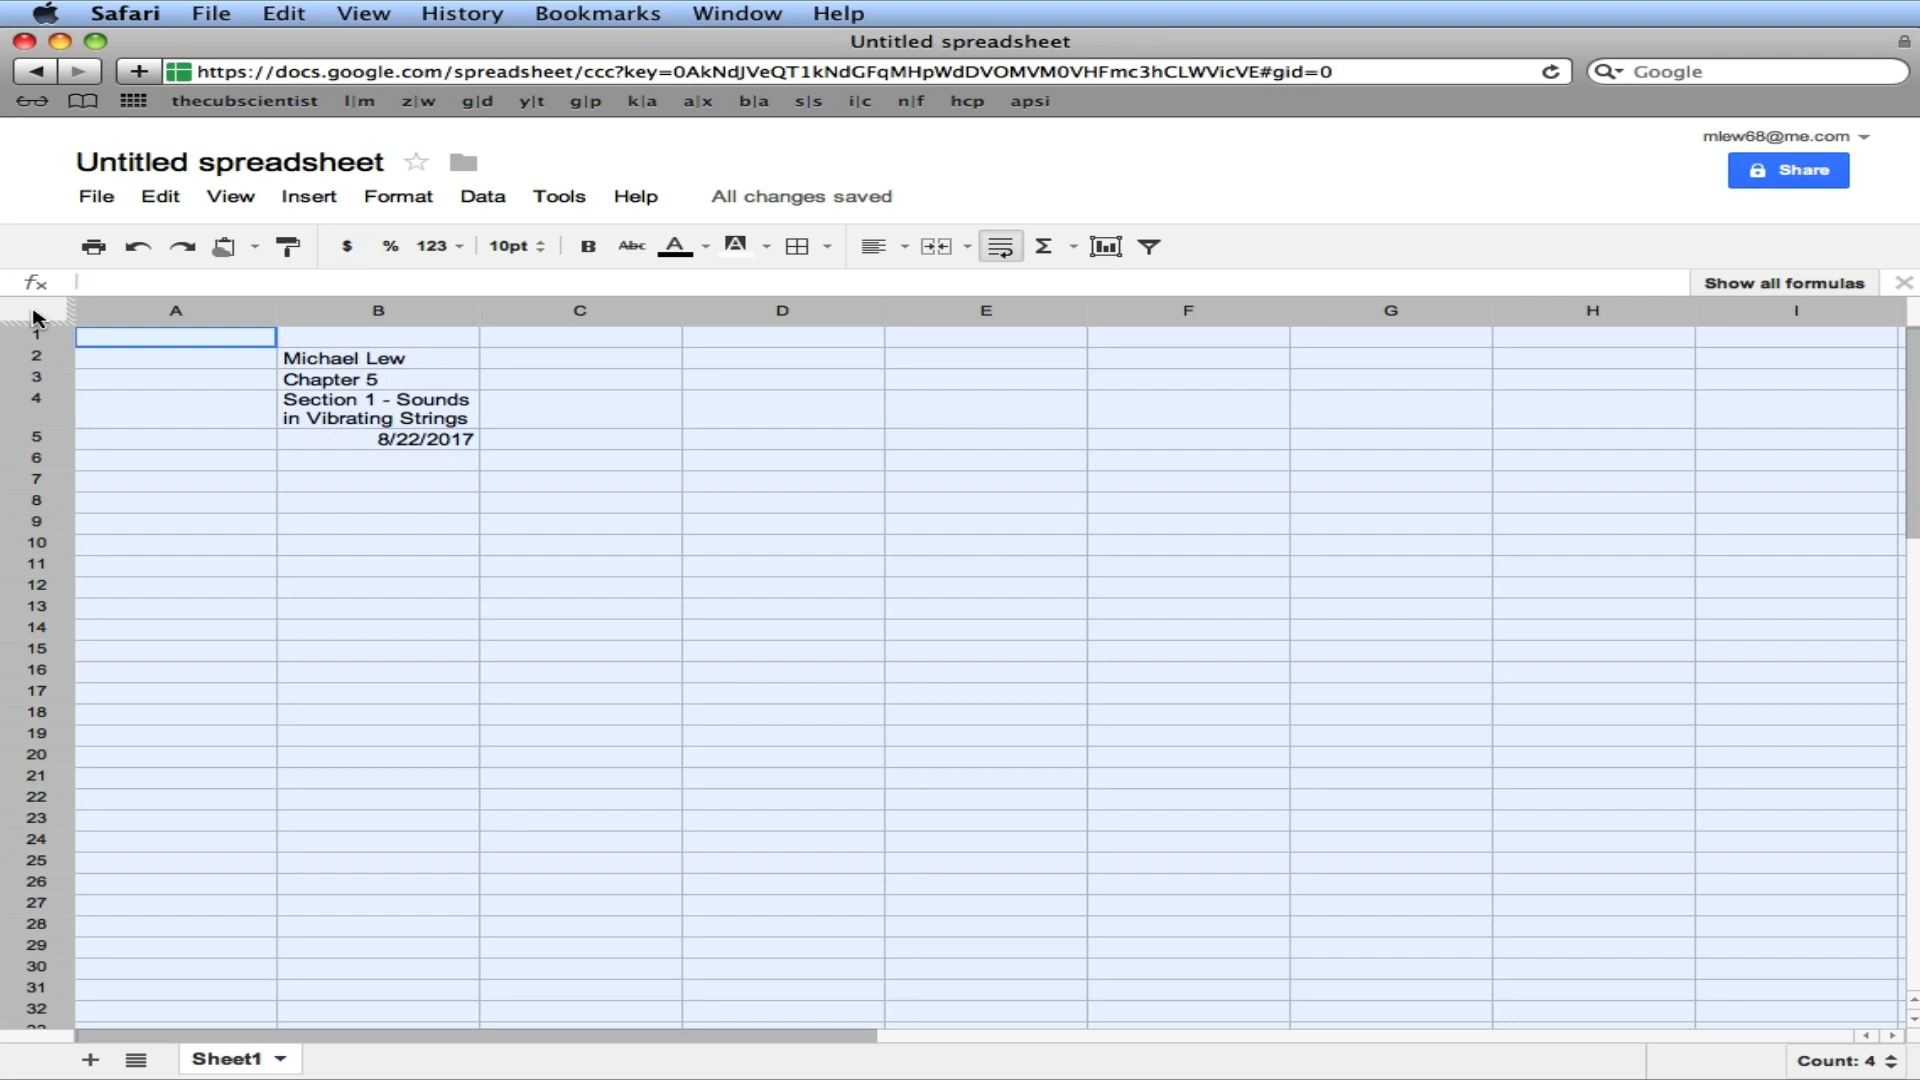 Safari File Edit View History Bookmarks Window Help
Untitled spreadsheet
https://docs.google.com/spreadsheet/ccc?key=0AkNdJVeQT1kNdGFqMHpWdDVOMVM0VHFmc3hCLWVicVE#gid=0
Google
thecubscientist l|m z|w g|d y|t g|p k|a a|x b|a s|s i|c n|f hcp apsi
mlew68@me.com
Untitled spreadsheet
Share
File Edit View Insert Format Data Tools Help All changes saved
$ % 123 10pt B Abc A A Σ
fx
Show all formulas
A B C D E F G H I
1
2 Michael Lew
3 Chapter 5
4 Section 1 - Sounds
in Vibrating Strings
5 8/22/2017
6
7
8
9
10
11
12
13
14
15
16
17
18
19
20
21
22
23
24
25
26
27
28
29
30
31
32
33
Sheet1
Count: 4